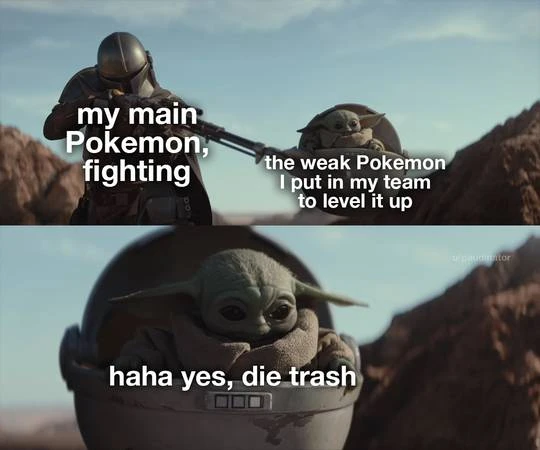 my main
Pokemon,
fighting
the weak Pokemon
I put in my team
to level it up
haha yes, die trash